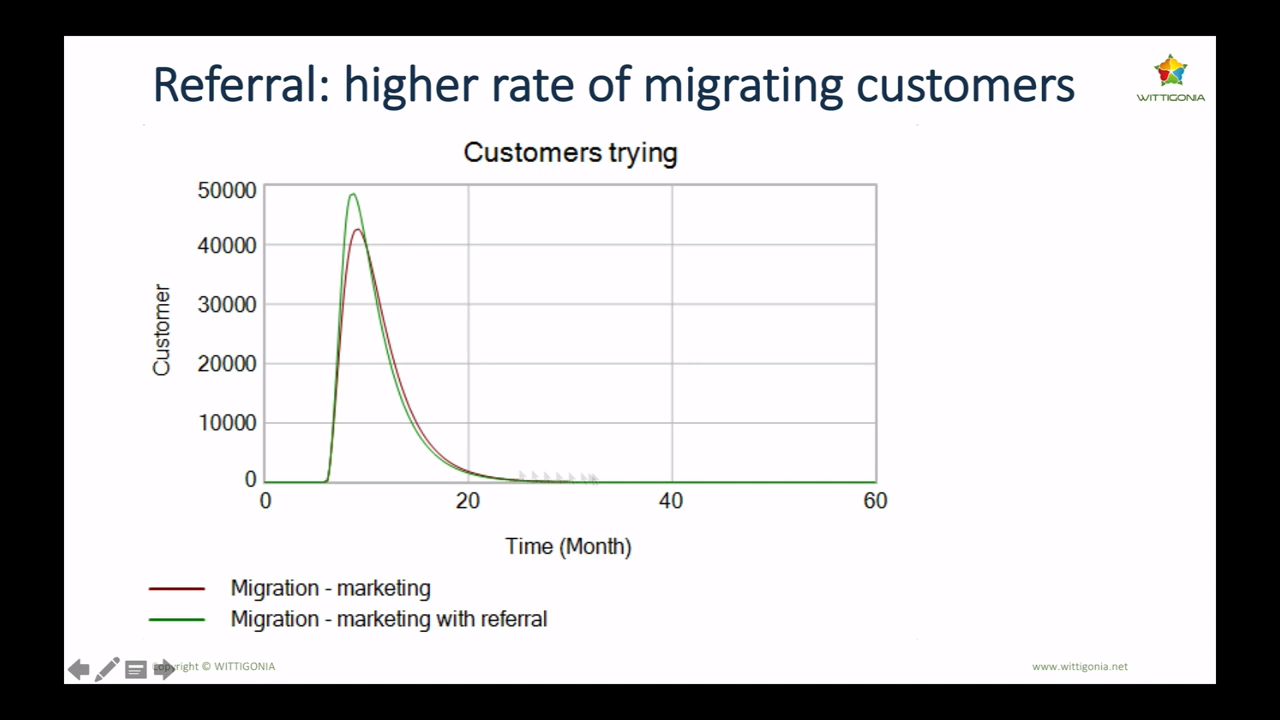 Referral: higher rate of migrating customers
WITTIGONIA
Customers trying
50000
40000
30000
20000
10000
0
Customer
0 20 40 60
Time (Month)
Migration - marketing
Migration - marketing with referral
Copyright © WITTIGONIA
www.wittigonia.net